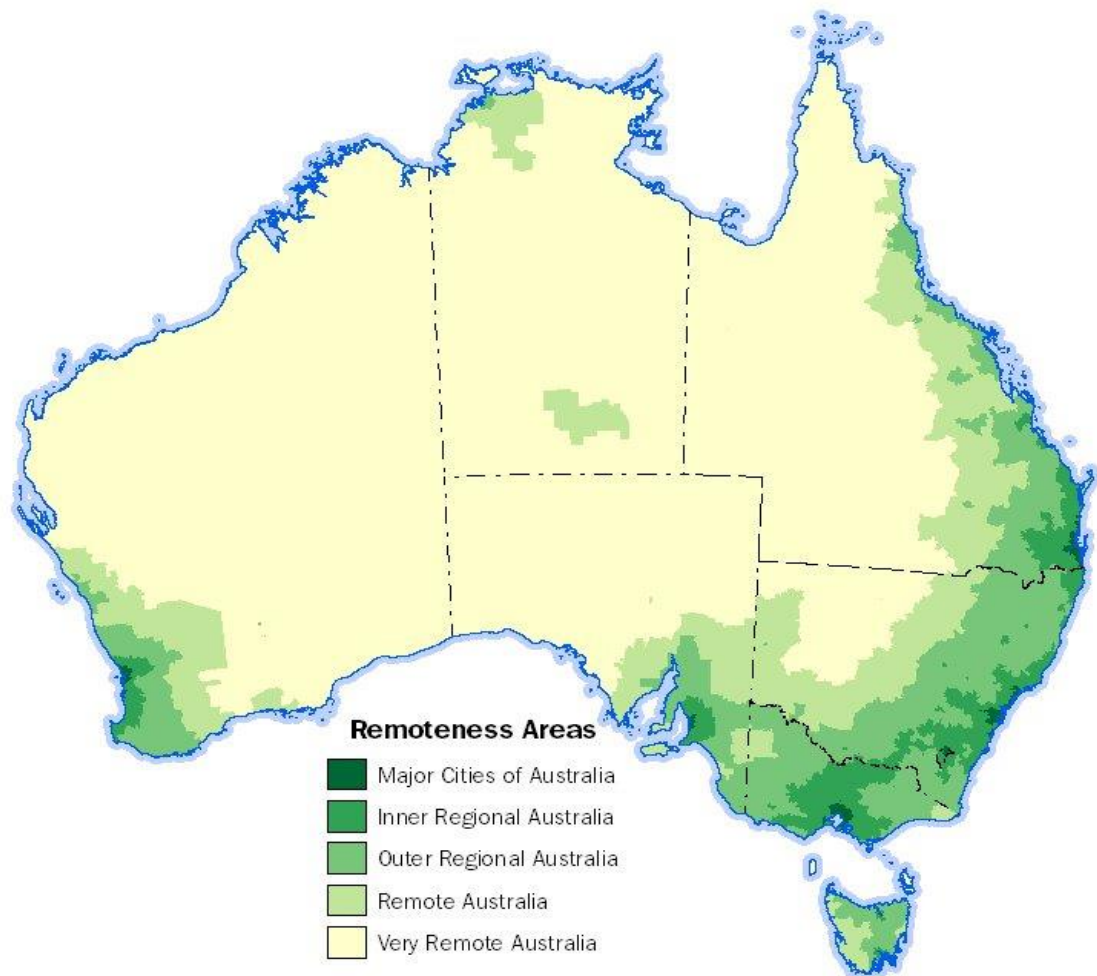 Remoteness Areas
Major Cities of Australia
Inner Regional Australia
Outer Regional Australia
Remote Australia
Very Remote Australia